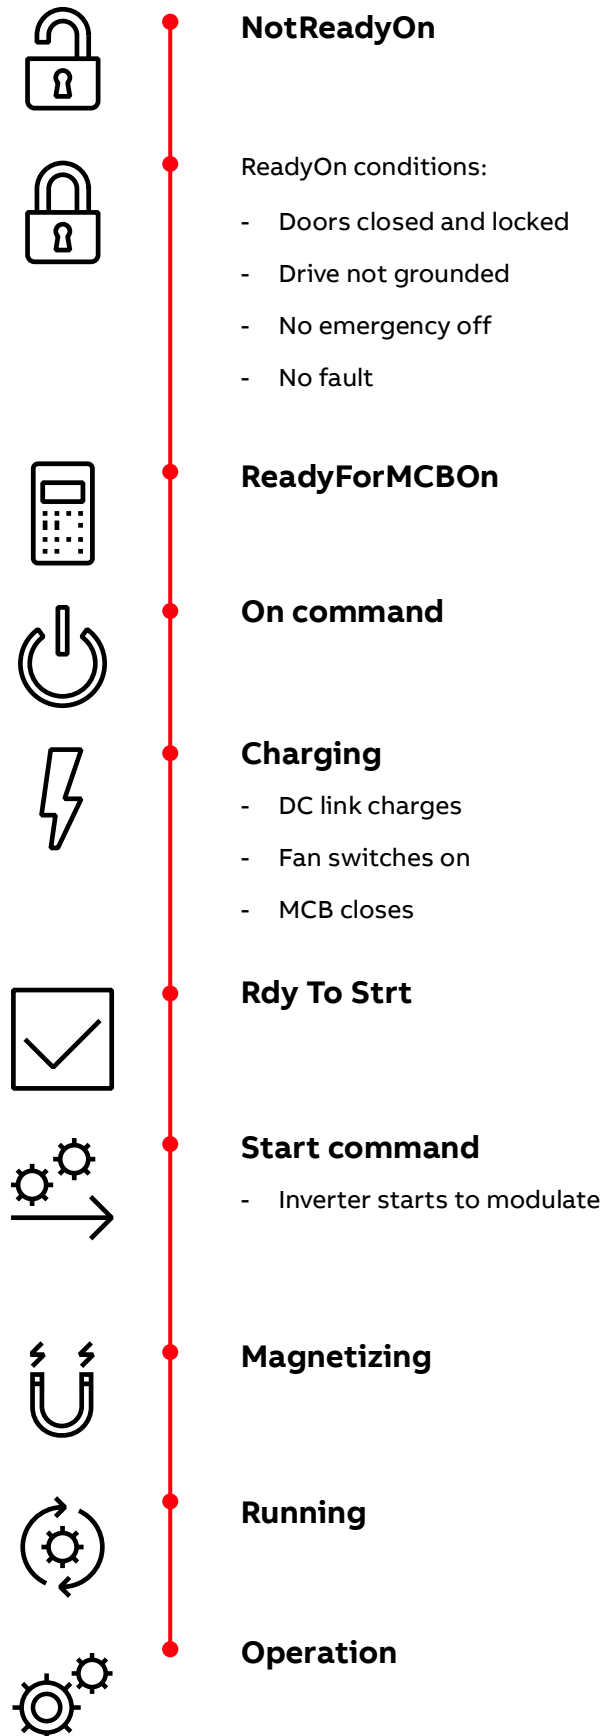 NotReadyOn
ReadyOn conditions:
- Doors closed and locked
- Drive not grounded
- No emergency off
- No fault
ReadyForMCBOn
On command
Charging
- DC link charges
- Fan switches on
- MCB closes
Rdy To Strt
Start command
- Inverter starts to modulate
Magnetizing
Running
Operation